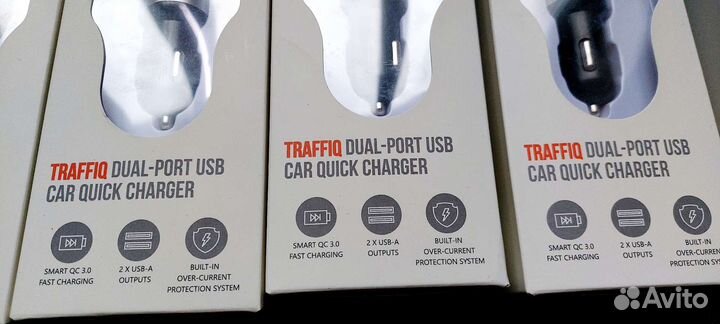 TRAFFIQ DUAL-PORT USB
CAR QUICK CHARGER
SMART QC 3.0
FAST CHARGING
2 X USB-A
OUTPUTS
BUILT-IN
OVER-CURRENT
PROTECTION SYSTEM
TRAFFIQ DUAL-PORT USB
CAR QUICK CHARGER
SMART QC 3.0
FAST CHARGING
2 X USB-A
OUTPUTS
BUILT-IN
OVER-CURRENT
PROTECTION SYSTEM
TRAFFIQ DUAL-PORT USB
CAR QUICK CHARGER
SMART QC 3.0
FAST CHARGING
2 X USB-A
OUTPUTS
BUILT-IN
OVER-CURRENT
Avito